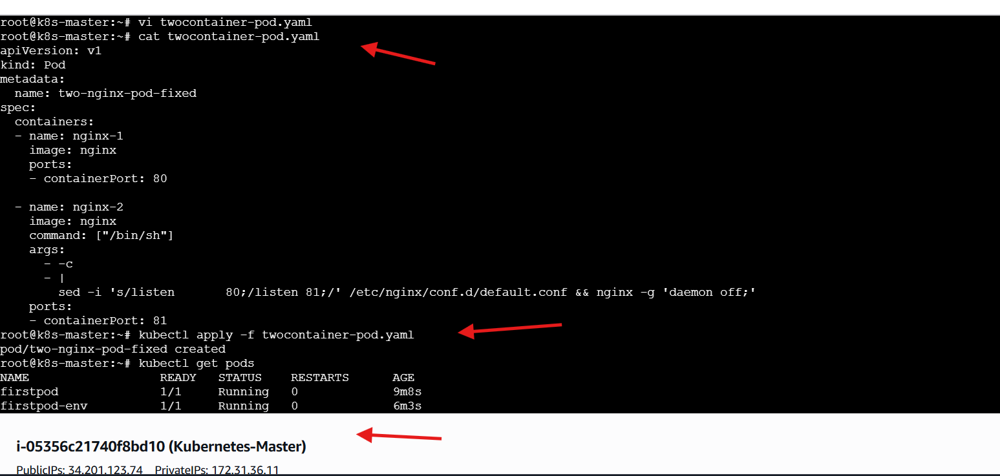 root@k8s-master:~# vi twocontainer-pod.yaml
root@k8s-master:~# cat twocontainer-pod.yaml
apiVersion: v1
kind: Pod
metadata:
  name: two-nginx-pod-fixed
spec:
  containers:
  - name: nginx-1
    image: nginx
    ports:
    - containerPort: 80

  - name: nginx-2
    image: nginx
    command: ["/bin/sh"]
    args:
      - -c
      - |
        sed -i 's/listen       80;/listen 81;/' /etc/nginx/conf.d/default.conf && nginx -g 'daemon off;'
    ports:
    - containerPort: 81
root@k8s-master:~# kubectl apply -f twocontainer-pod.yaml
pod/two-nginx-pod-fixed created
root@k8s-master:~# kubectl get pods
NAME                  READY   STATUS    RESTARTS      AGE
firstpod              1/1     Running   0             9m8s
firstpod-env          1/1     Running   0             6m3s
i-05356c21740f8bd10 (Kubernetes-Master)
PublicIPs: 34.201.123.74    PrivateIPs: 172.31.36.11